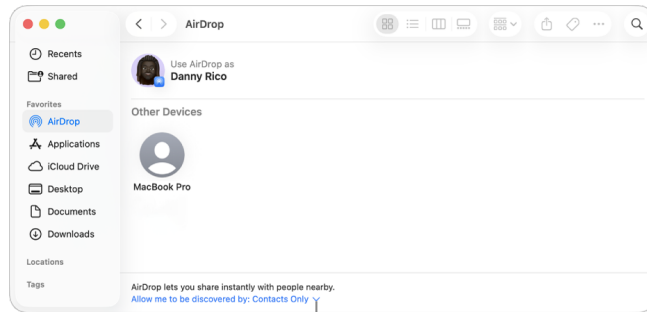 AirDrop
Recents
Shared
Favorites
AirDrop
Applications
iCloud Drive
Desktop
Documents
Downloads
Locations
Tags
Use AirDrop as
Danny Rico
Other Devices
MacBook Pro
AirDrop lets you share instantly with people nearby.
Allow me to be discovered by: Contacts Only